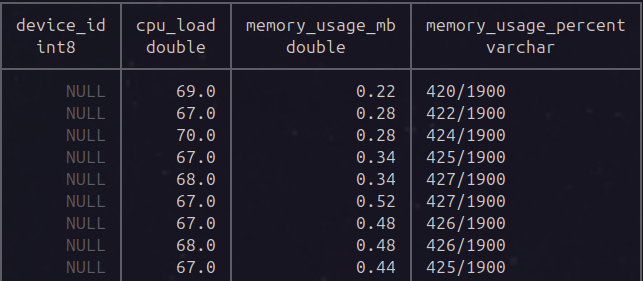 device_id cpu_load memory_usage_mb memory_usage_percent
int8 double double varchar
NULL 69.0 0.22 420/1900
NULL 67.0 0.28 422/1900
NULL 70.0 0.28 424/1900
NULL 67.0 0.34 425/1900
NULL 68.0 0.34 427/1900
NULL 67.0 0.52 427/1900
NULL 67.0 0.48 426/1900
NULL 68.0 0.48 426/1900
NULL 67.0 0.44 425/1900